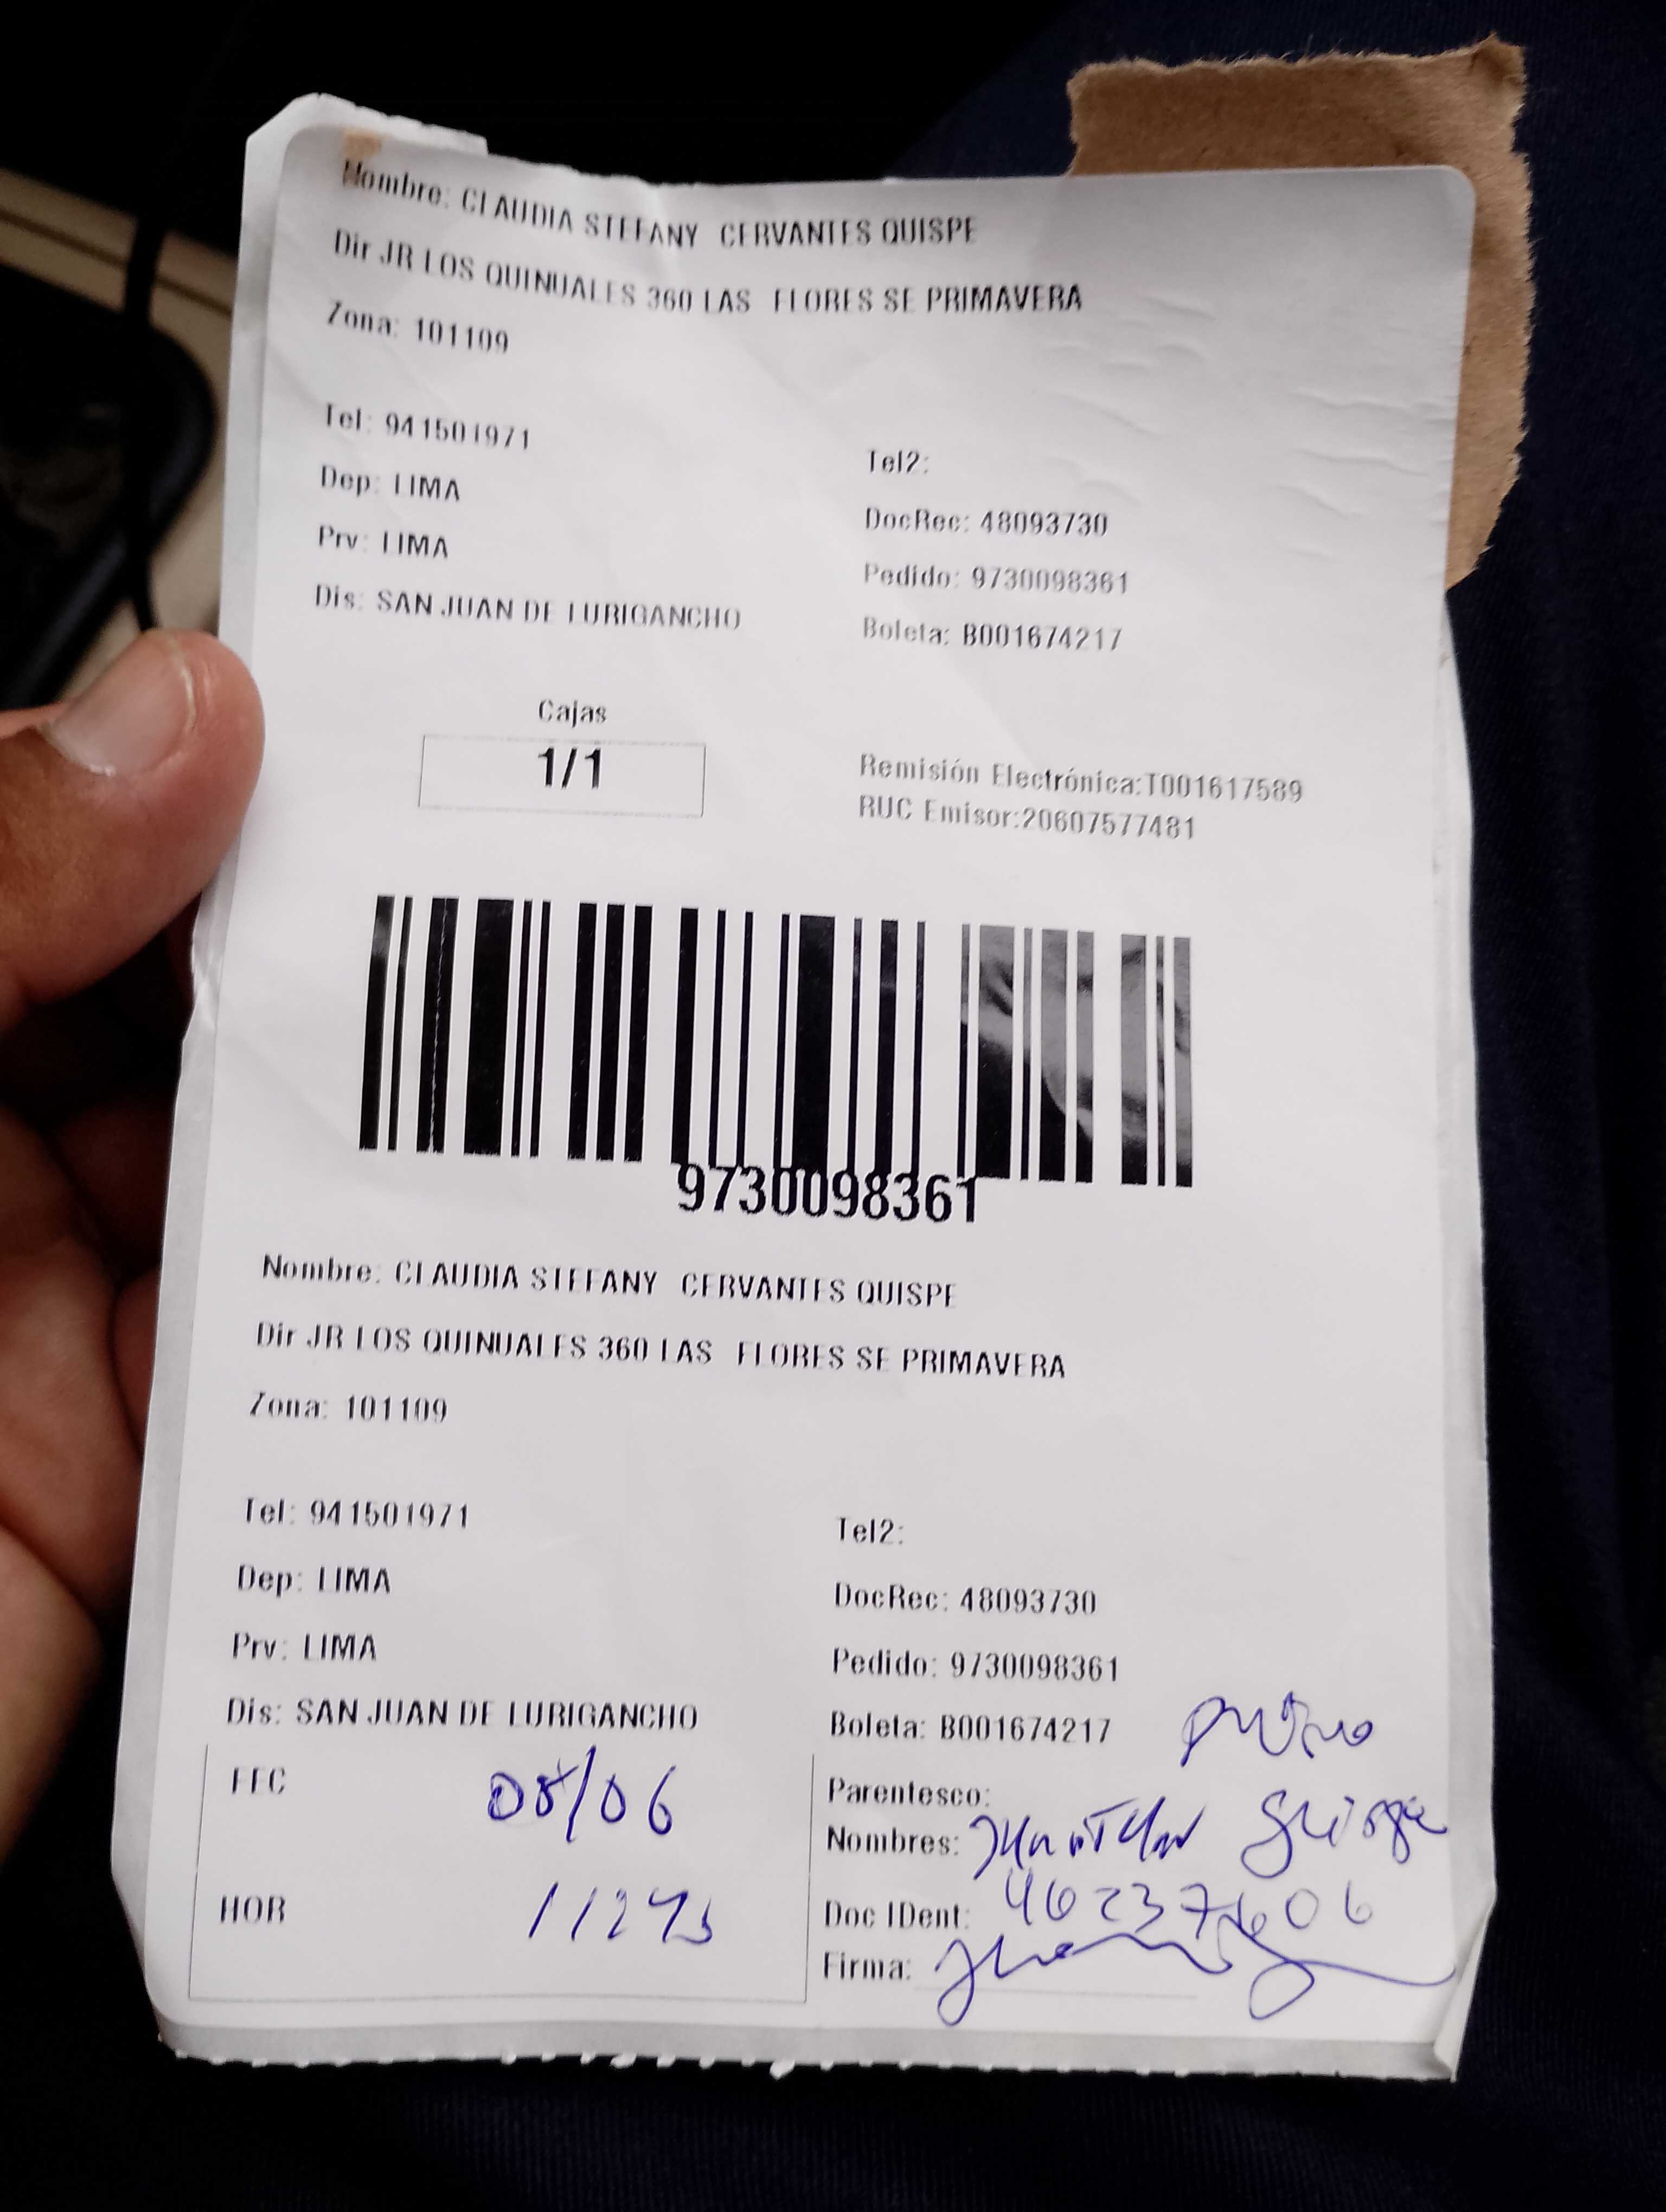 Nombre: CLAUDIA STEFANY CERVANTES QUISPE
Dir JR LOS QUINUALES 360 LAS FLORES SE PRIMAVERA
Zona: 101109
Tel: 941501971
Tel2:
Dep: LIMA
DocRec: 48093730
Prv: LIMA
Pedido: 9730098361
Dis: SAN JUAN DE LURIGANCHO
Boleta: B001674217
Cajas
1/1
Remisión Electrónica:T001617589
RUC Emisor:20607577481
9730098361
Nombre: CLAUDIA STEFANY CERVANTES QUISPE
Dir JR LOS QUINUALES 360 LAS FLORES SE PRIMAVERA
Zona: 101109
Tel: 941501971
Tel2:
Dep: LIMA
DocRec: 48093730
Prv: LIMA
Pedido: 9730098361
Dis: SAN JUAN DE LURIGANCHO
Boleta: B001674217
FEC 05/06
Parentesco:
Nombres:
HOR
Doc IDent:
Firma: